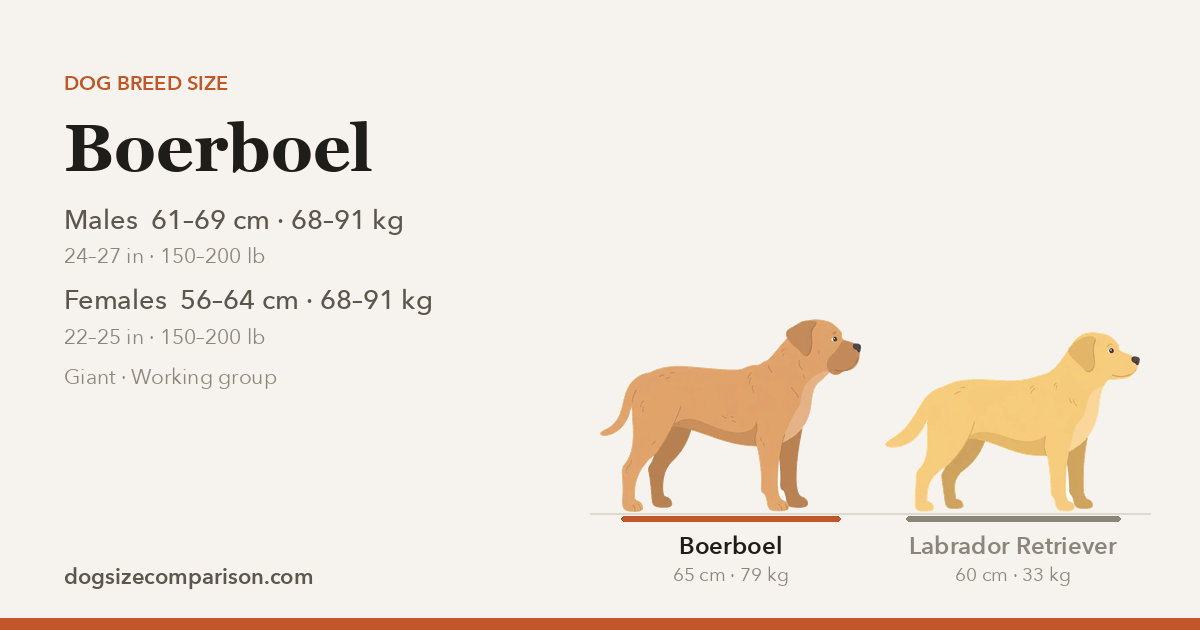 DOG BREED SIZE
Boerboel
Males 61–69 cm · 68–91 kg
24–27 in · 150–200 lb
Females 56–64 cm · 68–91 kg
22–25 in · 150–200 lb
Giant · Working group
Boerboel
65 cm · 79 kg
Labrador Retriever
60 cm · 33 kg
dogsizecomparison.com